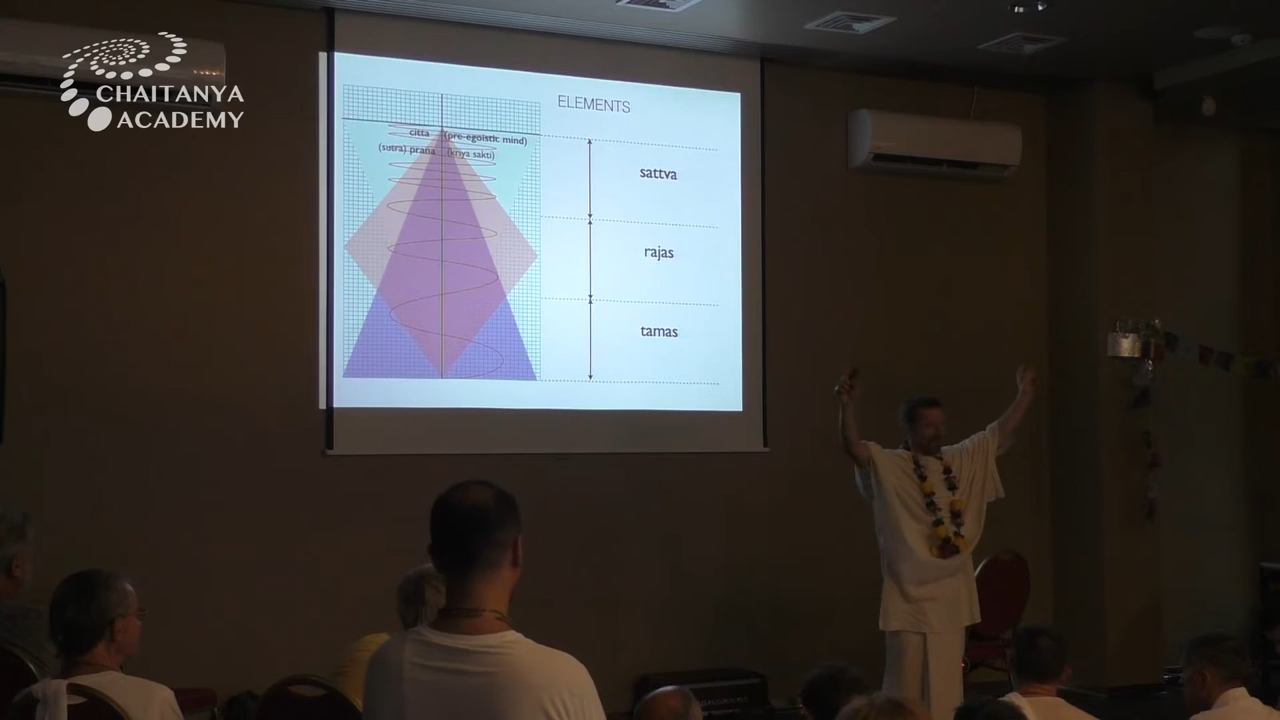 CHAITANYA
ACADEMY
ELEMENTS
citta (pre-egoistic mind)
(sutra) prana (kriya sakti)
sattva
rajas
tamas